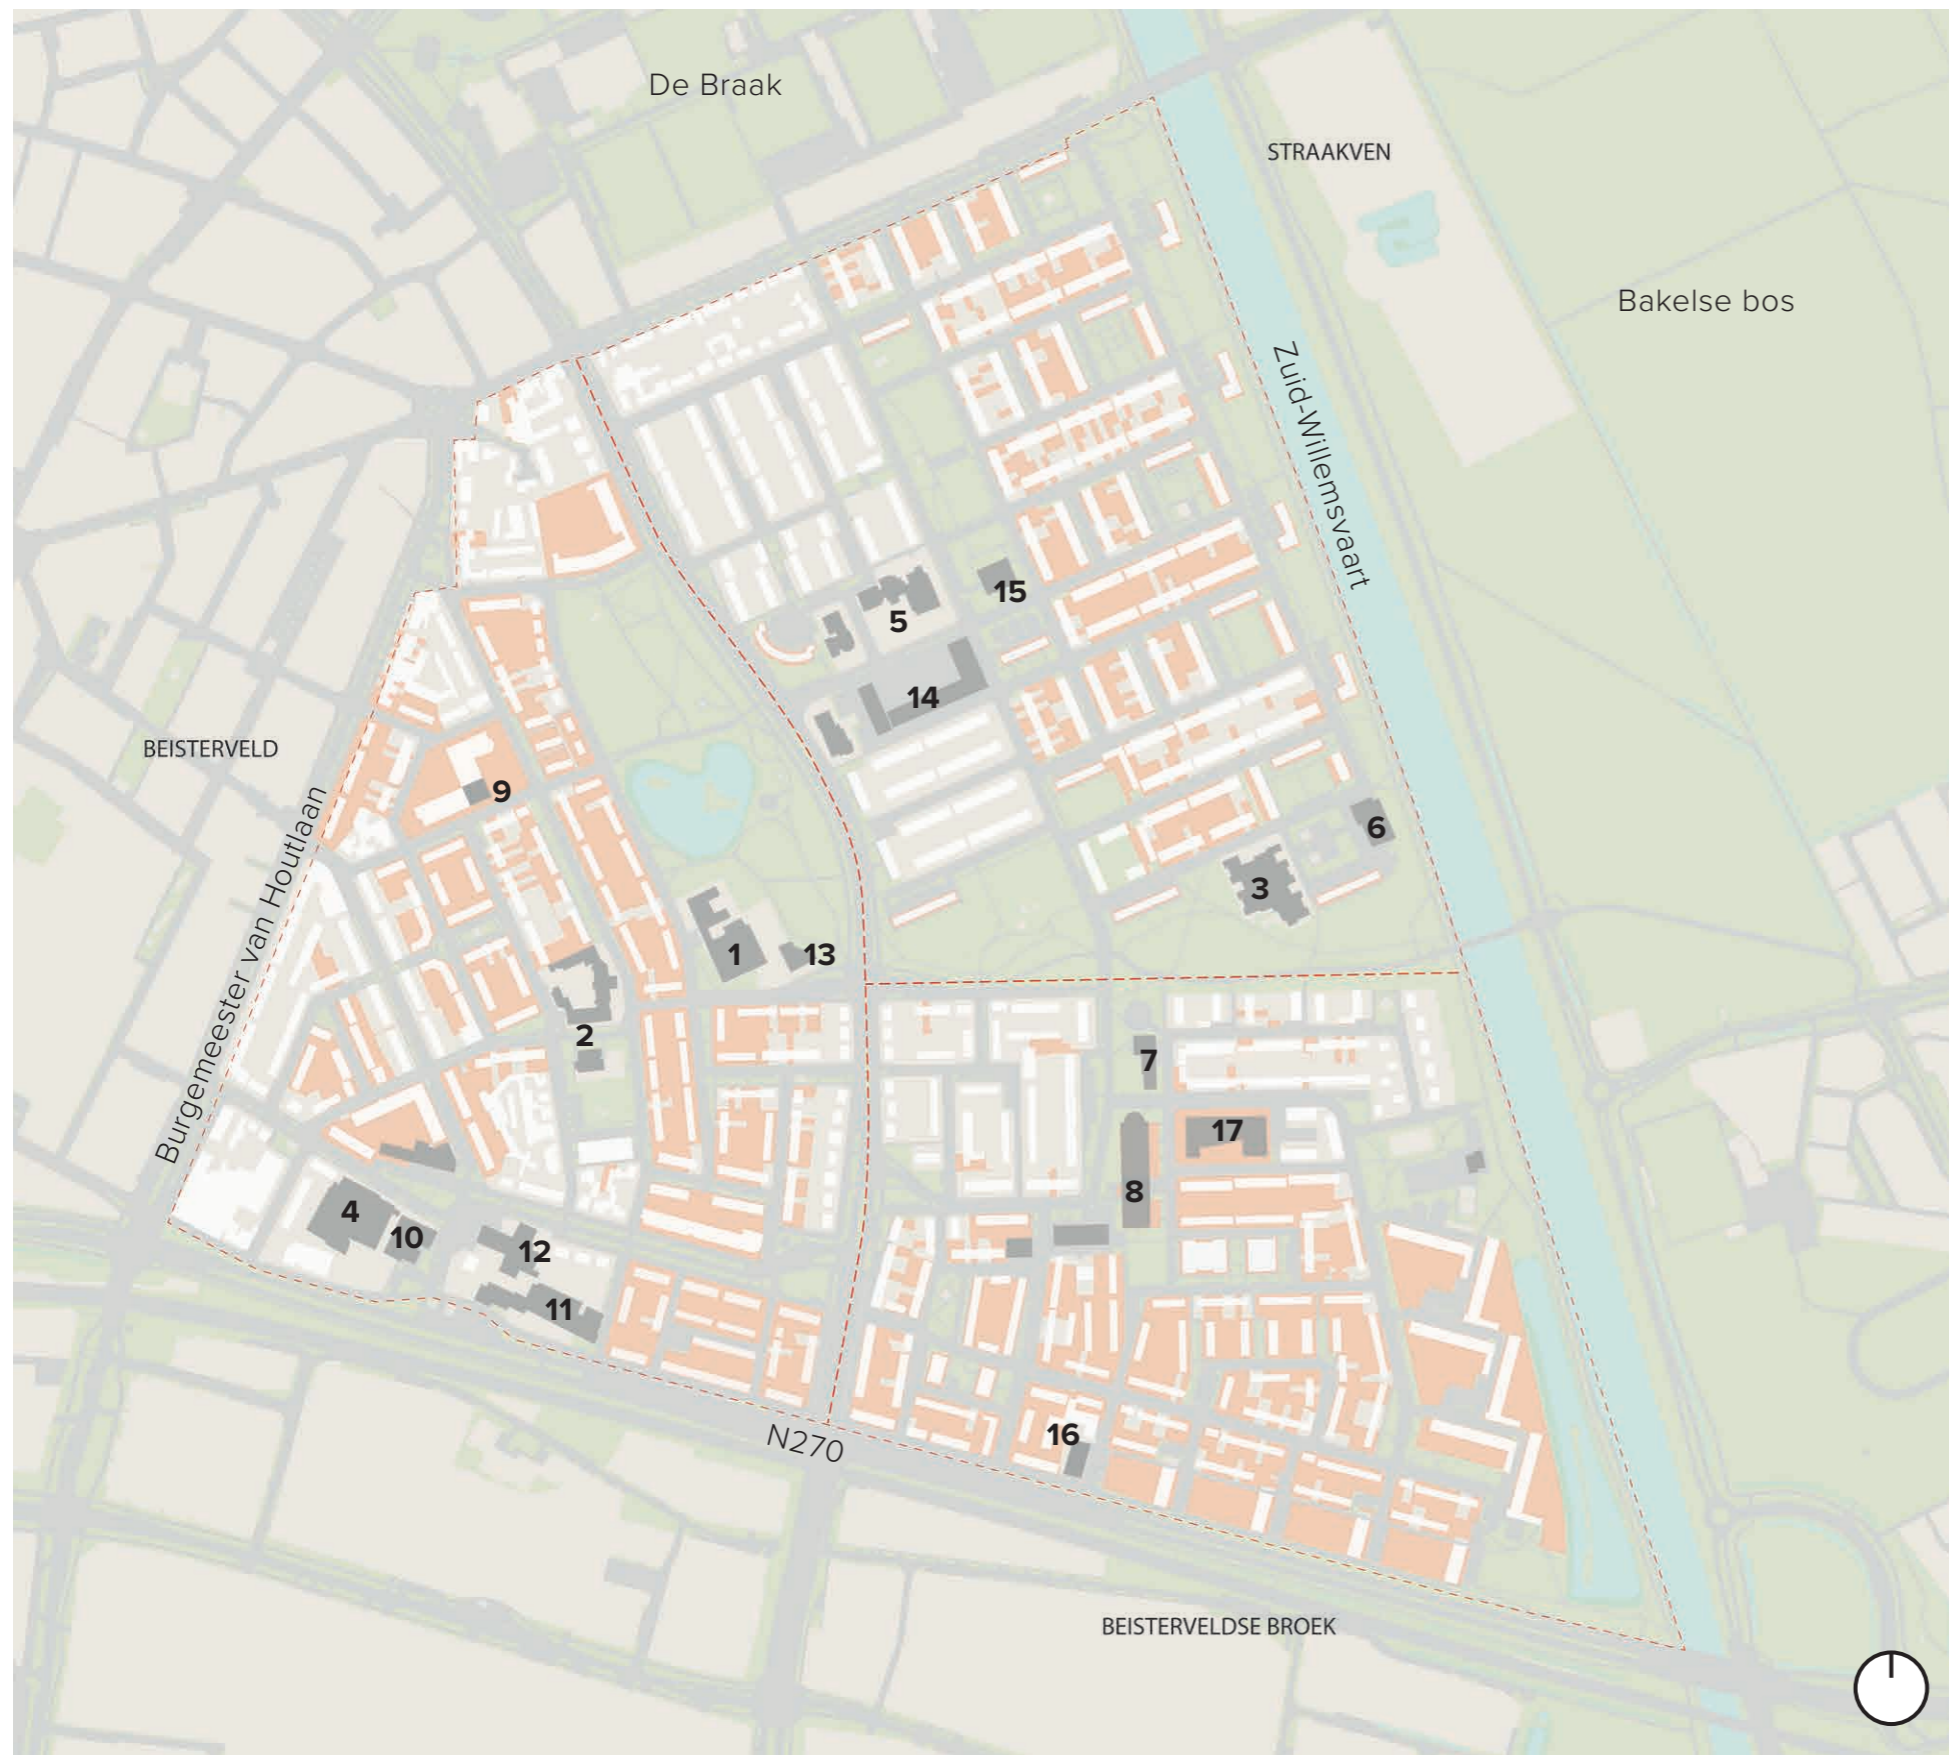 De Braak
STRAAKVEN
Bakelse bos
Zuid-Willemsvaart
15
5
14
BEISTERVELD
9
6
3
Burgemeester van Houtlaan
1
13
2
7
17
8
4
10
12
11
16
N270
BEISTERVELDSE BROEK